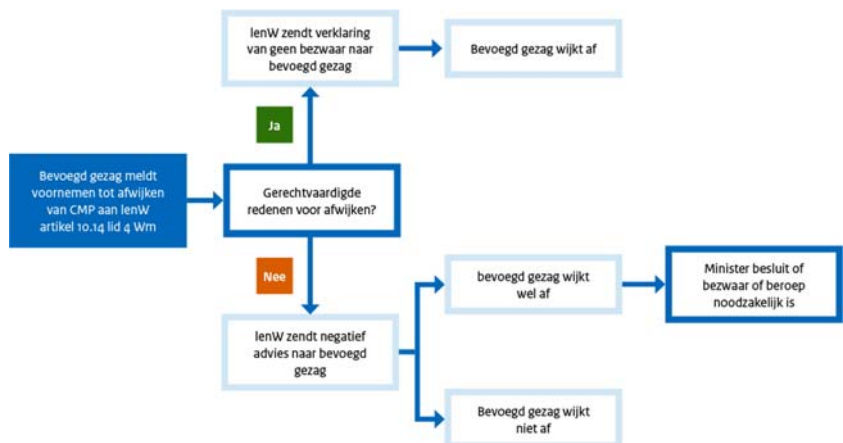 IenW zendt verklaring
van geen bezwaar naar
bevoegd gezag
Bevoegd gezag wijkt af
Ja
Bevoegd gezag meldt
voornemen tot afwijken
van CMP aan IenW
artikel 10.14 lid 4 Wm
Gerechtvaardigde
redenen voor afwijken?
Nee
bevoegd gezag wijkt
wel af
Minister besluit of
bezwaar of beroep
noodzakelijk is
IenW zendt negatief
advies naar bevoegd
gezag
Bevoegd gezag wijkt
niet af